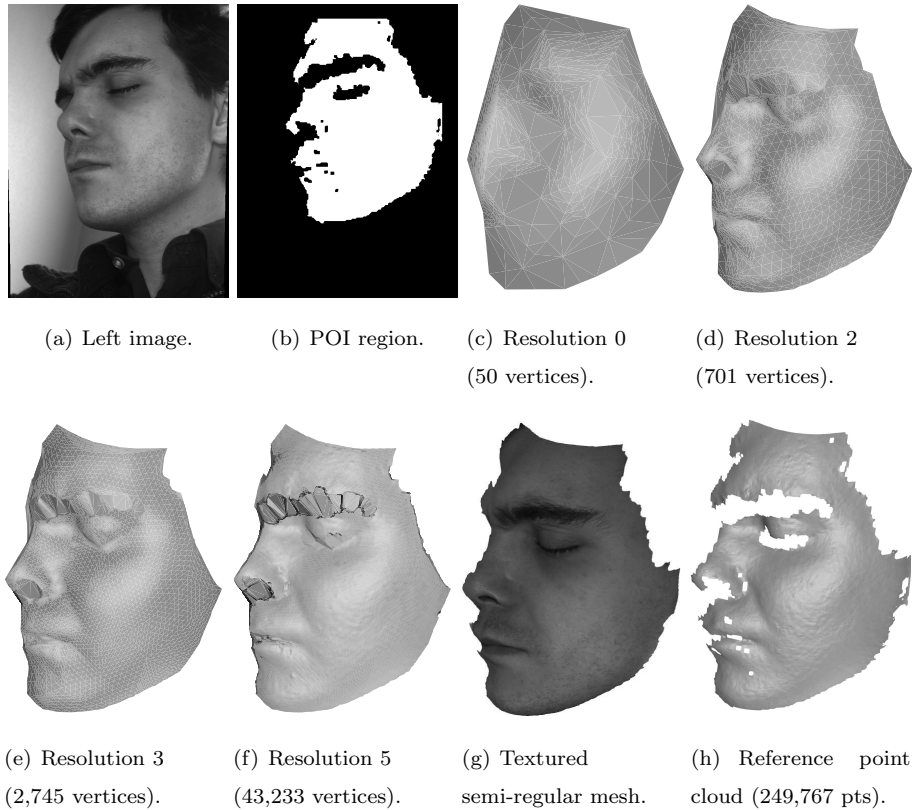 (a) Left image.
(b) POI region.
(c) Resolution 0
(50 vertices).
(d) Resolution 2
(701 vertices).
(e) Resolution 3
(2,745 vertices).
(f) Resolution 5
(43,233 vertices).
(g) Textured
semi-regular mesh.
(h) Reference point
cloud (249,767 pts).